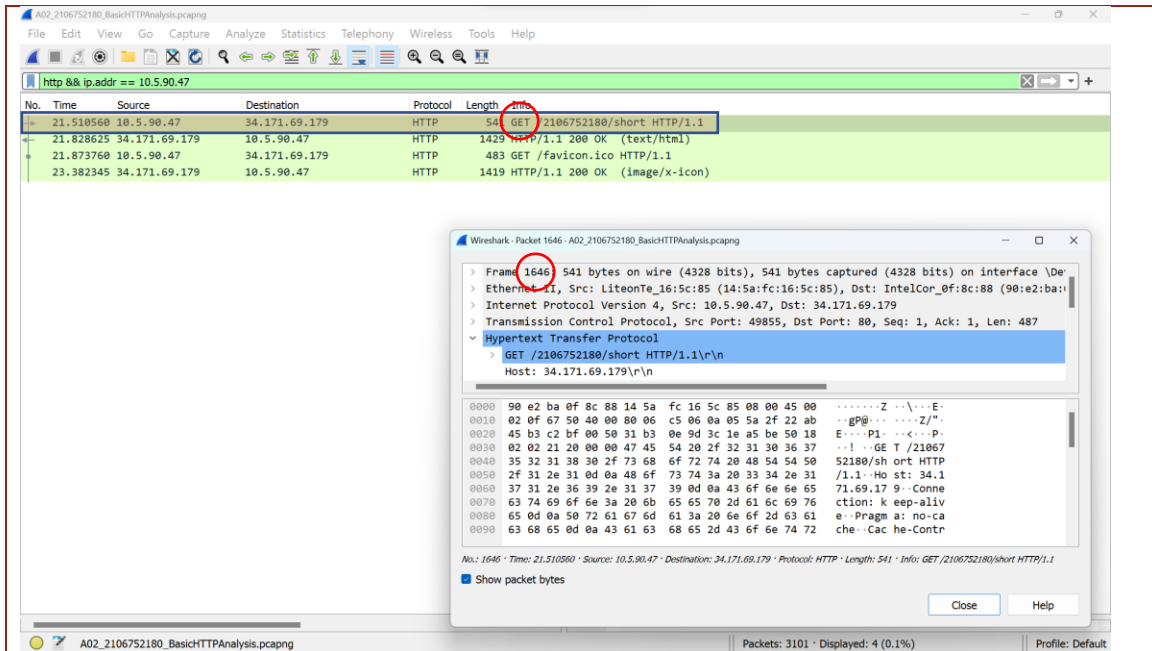 A02_2106752180_BasicHTTPAnalysis.pcapng
File Edit View Go Capture Analyze Statistics Telephony Wireless Tools Help
http && ip.addr == 10.5.90.47
No. Time Source Destination Protocol Length Info
21.510560 10.5.90.47 34.171.69.179 HTTP 541 GET /2106752180/short HTTP/1.1
21.828625 34.171.69.179 10.5.90.47 HTTP 1429 HTTP/1.1 200 OK (text/html)
21.873760 10.5.90.47 34.171.69.179 HTTP 483 GET /favicon.ico HTTP/1.1
23.382345 34.171.69.179 10.5.90.47 HTTP 1419 HTTP/1.1 200 OK (image/x-icon)
Wireshark · Packet 1646 · A02_2106752180_BasicHTTPAnalysis.pcapng
Frame 1646: 541 bytes on wire (4328 bits), 541 bytes captured (4328 bits) on interface \De
Ethernet II, Src: LiteonTe_16:5c:85 (14:5a:fc:16:5c:85), Dst: IntelCor_0f:8c:88 (90:e2:ba:
Internet Protocol Version 4, Src: 10.5.90.47, Dst: 34.171.69.179
Transmission Control Protocol, Src Port: 49855, Dst Port: 80, Seq: 1, Ack: 1, Len: 487
Hypertext Transfer Protocol
GET /2106752180/short HTTP/1.1\r\n
Host: 34.171.69.179\r\n
0000 90 e2 ba 0f 8c 88 14 5a fc 16 5c 85 08 00 45 00 ·······Z ··\···E·
0010 02 0f 67 50 40 00 80 06 c5 06 0a 05 5a 2f 22 ab ··gP@··· ····Z/"·
0020 45 b3 c2 bf 00 50 31 b3 0e 9d 3c 1e a5 be 50 18 E····P1· ··<···P·
0030 02 02 21 20 00 00 47 45 54 20 2f 32 31 30 36 37 ··! ··GE T /21067
0040 35 32 31 38 30 2f 73 68 6f 72 74 20 48 54 54 50 52180/sh ort HTTP
0050 2f 31 2e 31 0d 0a 48 6f 73 74 3a 20 33 34 2e 31 /1.1··Ho st: 34.1
0060 37 31 2e 36 39 2e 31 37 39 0d 0a 43 6f 6e 6e 65 71.69.17 9··Conne
0070 63 74 69 6f 6e 3a 20 6b 65 65 70 2d 61 6c 69 76 ction: k eep-aliv
0080 65 0d 0a 50 72 61 67 6d 61 3a 20 6e 6f 2d 63 61 e··Pragm a: no-ca
0090 63 68 65 0d 0a 43 61 63 68 65 2d 43 6f 6e 74 72 che··Cac he-Contr
No.: 1646 · Time: 21.510560 · Source: 10.5.90.47 · Destination: 34.171.69.179 · Protocol: HTTP · Length: 541 · Info: GET /2106752180/short HTTP/1.1
Show packet bytes
Close Help
A02_2106752180_BasicHTTPAnalysis.pcapng Packets: 3101 · Displayed: 4 (0.1%) Profile: Default